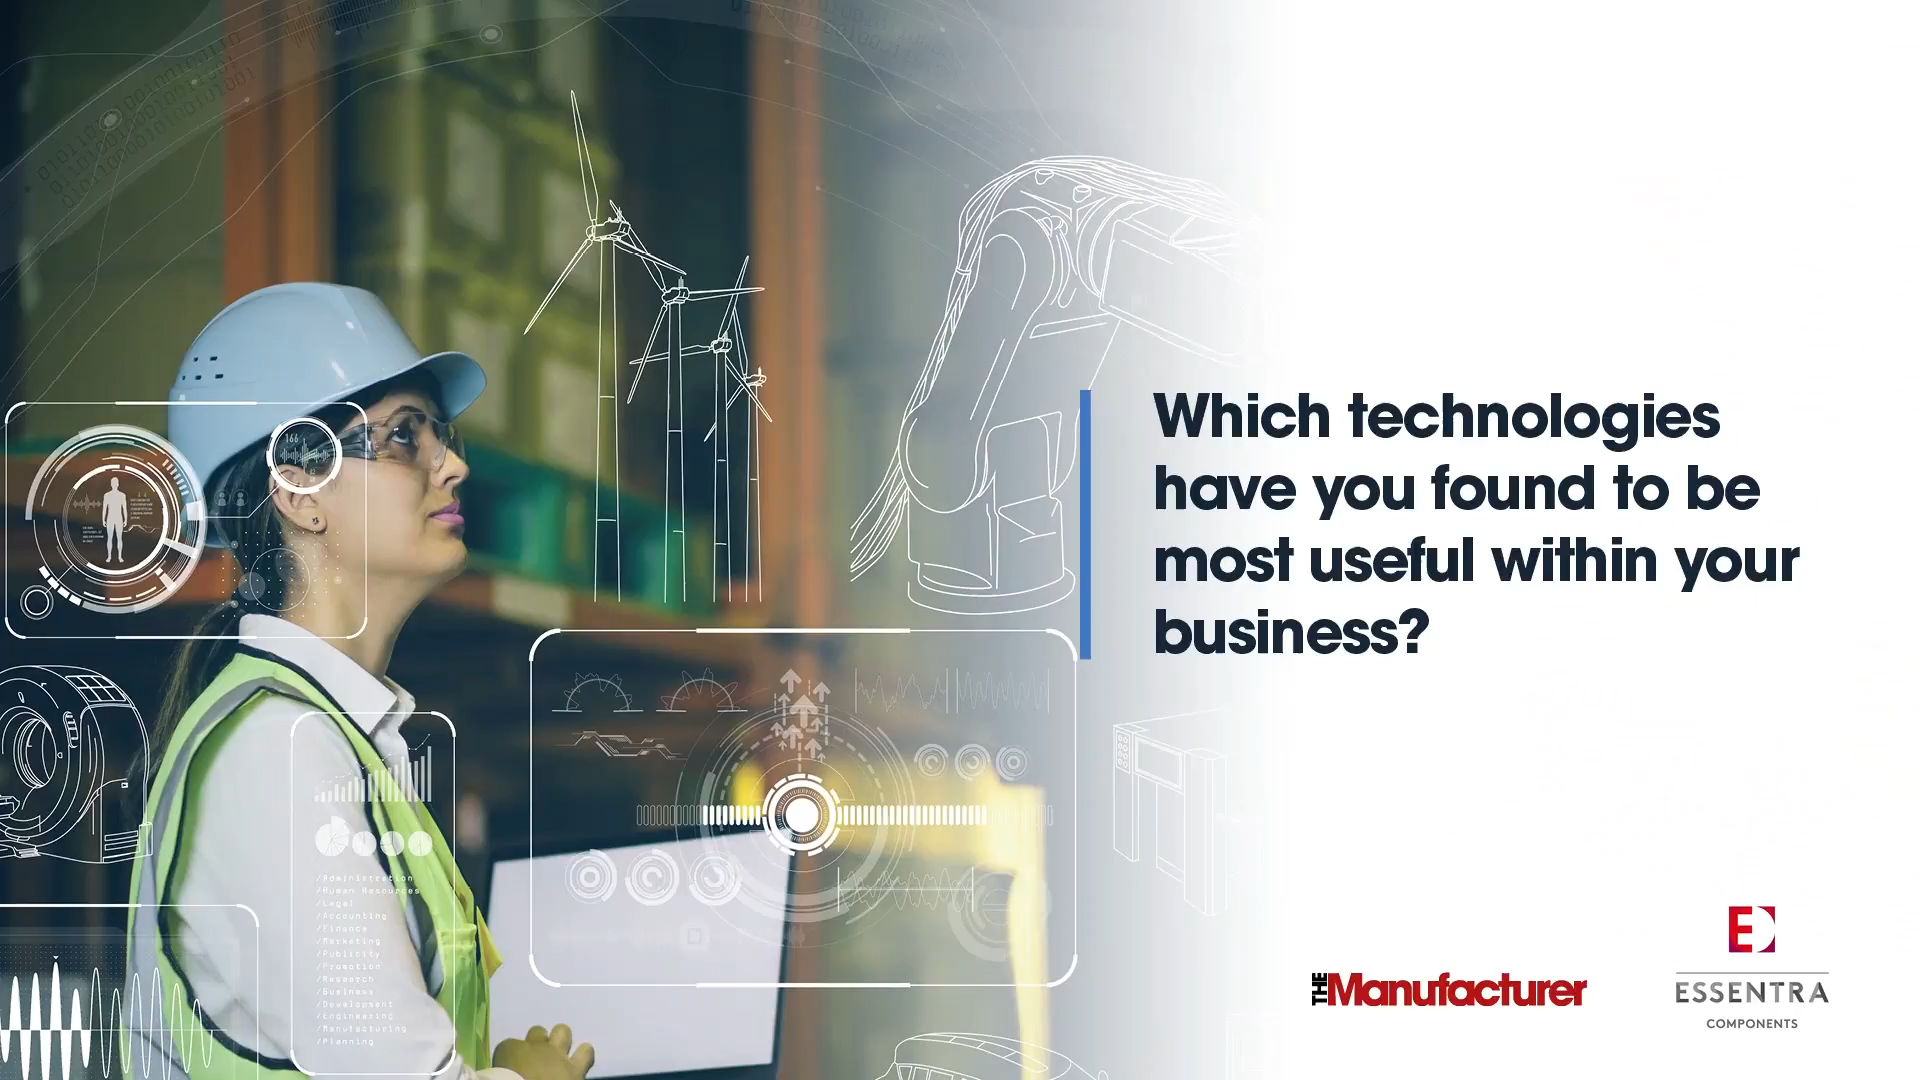 Which technologies
have you found to be
most useful within your
business?
THE Manufacturer
ESSENTRA
COMPONENTS
166
/Administration
/Human Resources
/Legal
/Accounting
/Finance
/Marketing
/Publicity
/Promotion
/Research
/Business
/Development
/Engineering
/Manufacturing
/Planning